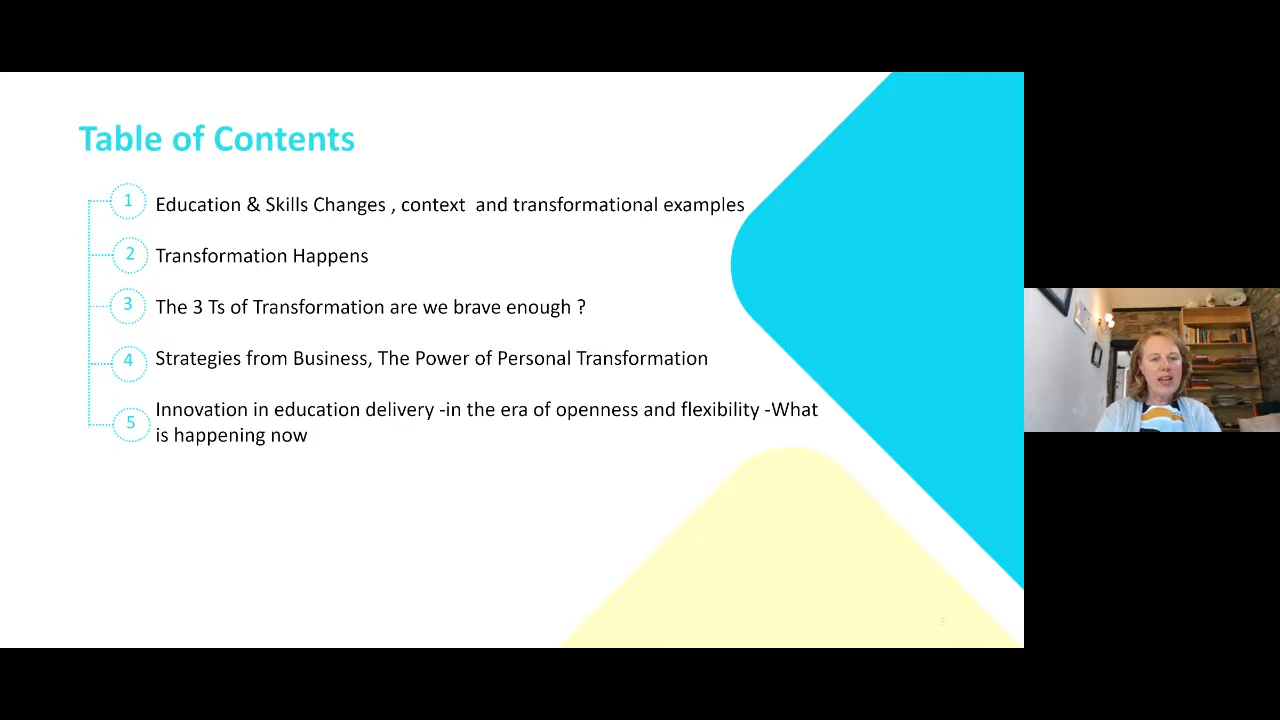 Table of Contents
1 Education & Skills Changes , context and transformational examples
2 Transformation Happens
3 The 3 Ts of Transformation are we brave enough ?
4 Strategies from Business, The Power of Personal Transformation
5 Innovation in education delivery -in the era of openness and flexibility -What
is happening now